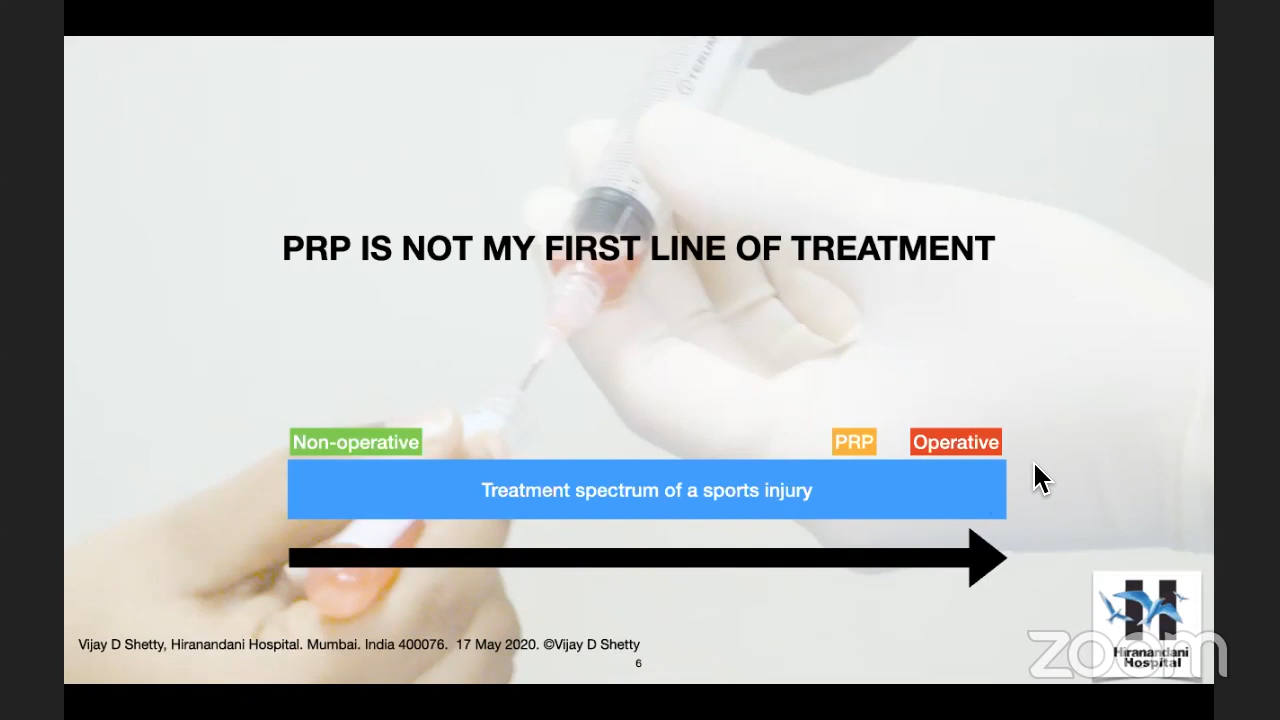 TERUMO
PRP IS NOT MY FIRST LINE OF TREATMENT
Non-operative
PRP
Operative
Treatment spectrum of a sports injury
Vijay D Shetty, Hiranandani Hospital. Mumbai. India 400076. 17 May 2020. ©Vijay D Shetty
6
H
Hiranandani
Hospital
zoom